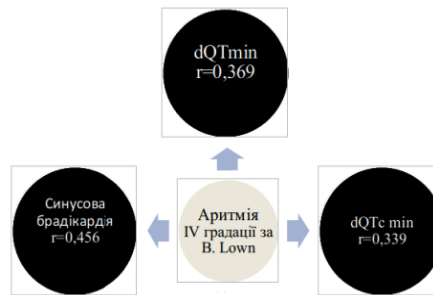 dQTmin
r=0,369
Синусова
брадікардія
r=0,456
Аритмія
IV градації за
B. Lown
dQTc min
r=0,339